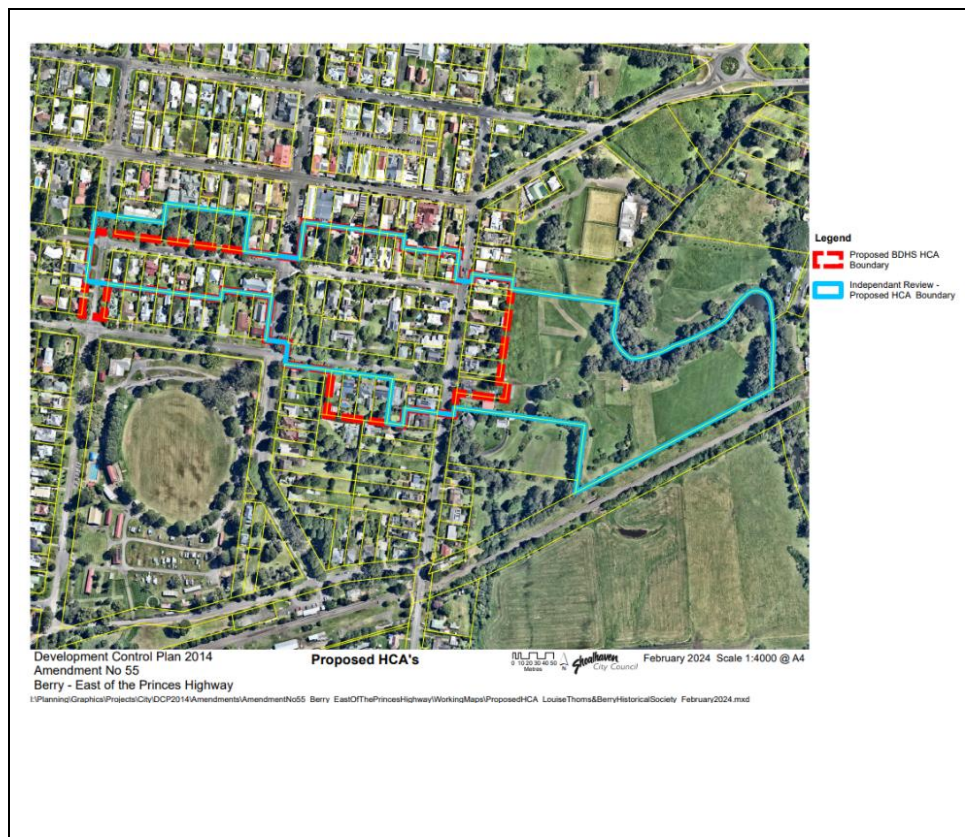 Legend
Proposed BDHS HCA
Boundary
Independant Review -
Proposed HCA Boundary
Development Control Plan 2014
Amendment No 55
Berry - East of the Princes Highway
Proposed HCA's
0 10 20 30 40 50
Metres
N
Shoalhaven
City Council
February 2024 Scale 1:4000 @ A4
I:\Planning\Graphics\Projects\City\DCP2014\Amendments\AmendmentNo55_Berry_EastOfThePrincesHighway\WorkingMaps\ProposedHCA_LouiseThoms&BerryHistoricalSociety_February2024.mxd